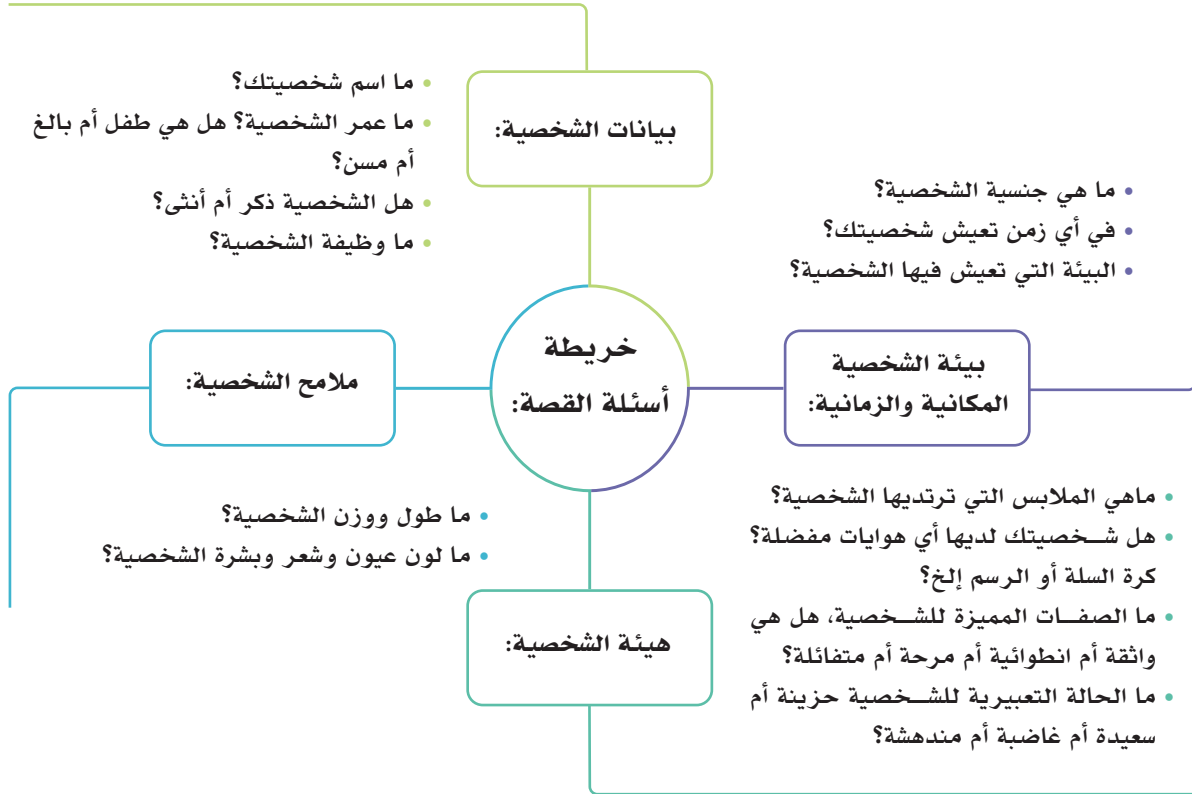 بيانات الشخصية:
• ما اسم شخصيتك؟
• ما عمر الشخصية؟ هل هي طفل أم بالغ
أم مسن؟
• هل الشخصية ذكر أم أنثى؟
• ما وظيفة الشخصية؟
• ما هي جنسية الشخصية؟
• في أي زمن تعيش شخصيتك؟
• البيئة التي تعيش فيها الشخصية؟
بيئة الشخصية
المكانية والزمانية:
خريطة
أسئلة القصة:
ملامح الشخصية:
• ما طول ووزن الشخصية؟
• ما لون عيون وشعر وبشرة الشخصية؟
هيئة الشخصية:
• ماهي الملابس التي ترتديها الشخصية؟
• هل شـخصيتك لديها أي هوايات مفضلة؟
كرة السلة أو الرسم إلخ؟
• ما الصفـات المميزة للشـخصية، هل هي
واثقة أم انطوائية أم مرحة أم متفائلة؟
• ما الحالة التعبيرية للشـخصية حزينة أم
سعيدة أم غاضبة أم مندهشة؟